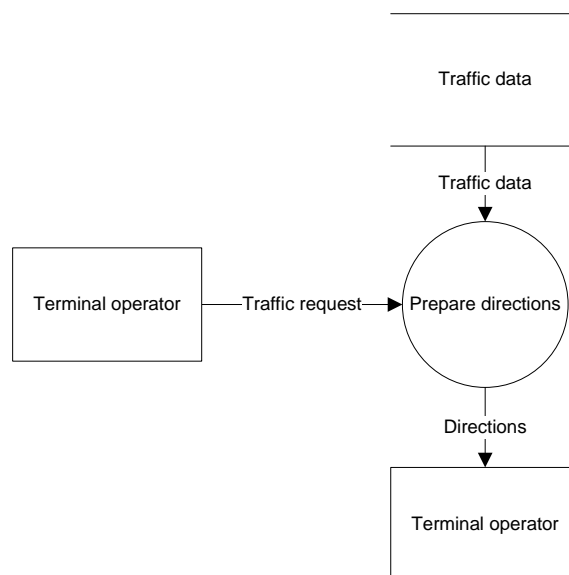 Traffic data
Traffic data
Terminal operator
Traffic request
Prepare directions
Directions
Terminal operator